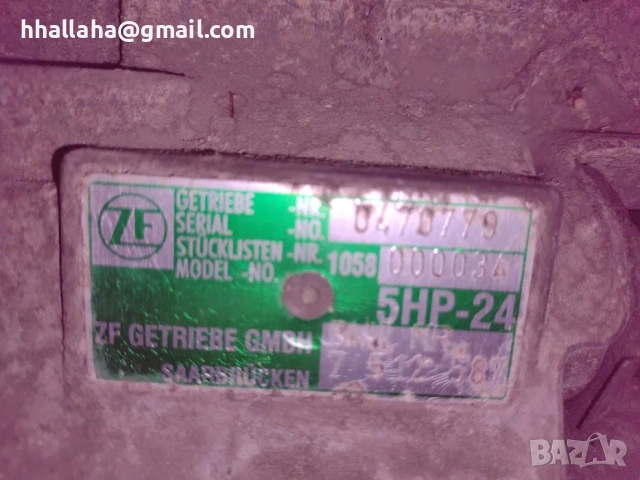 hhallaha@gmail.com
ZF
GETRIEBE -NR.
SERIAL -NO. 0470779
STÜCKLISTEN -NR.
MODEL -NO. 1058 000034
5HP-24
ZF GETRIEBE GMBH
SAARBRÜCKEN
BAZAR